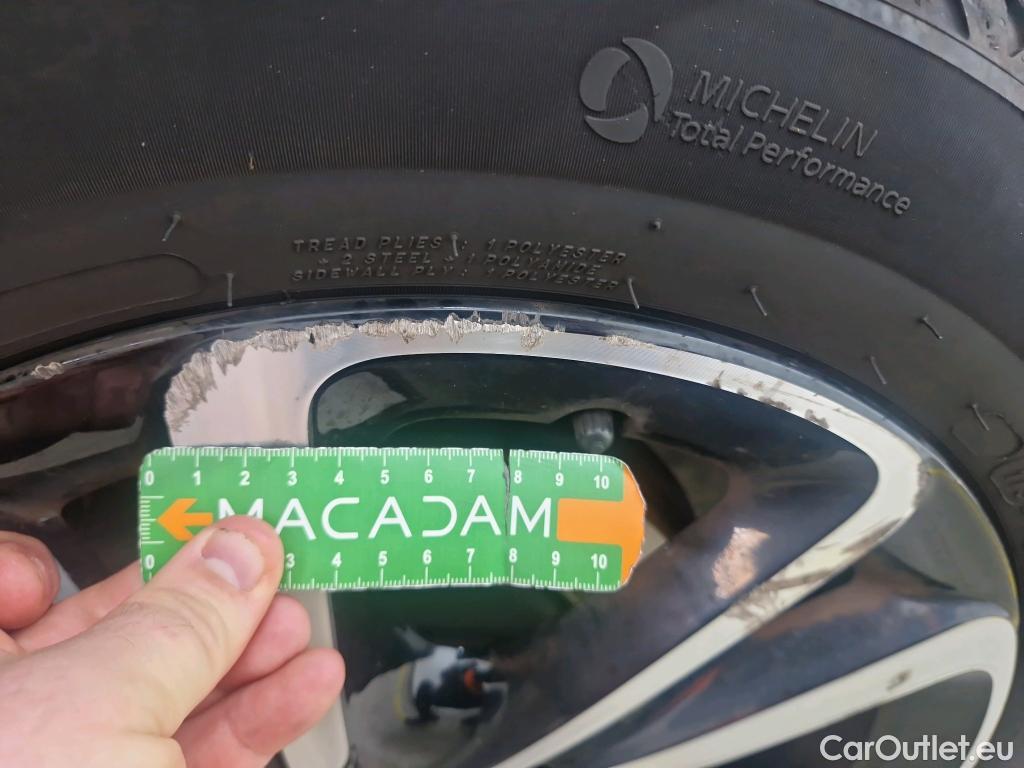 MICHELIN
Total Performance
TREAD PLIES : 1 POLYESTER
+ 2 STEEL + 1 POLYAMIDE
SIDEWALL PLY : 1 POLYESTER
0 1 2 3 4 5 6 7 8 9 10
MACADAM
0 3 4 5 6 7 8 9 10
CarOutlet.eu